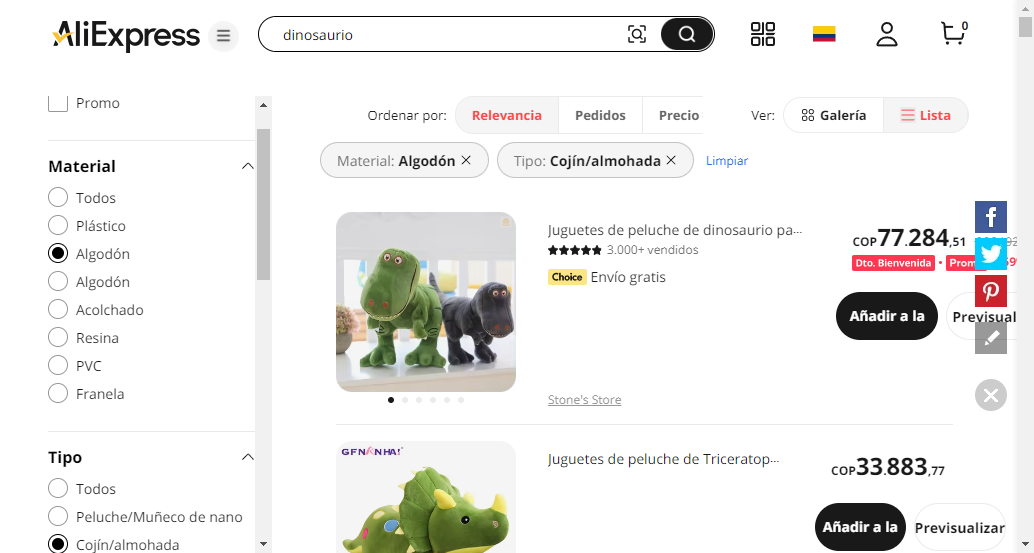 AliExpress
dinosaurio
0
Promo
Material
Todos
Plástico
Algodón
Algodón
Acolchado
Resina
PVC
Franela
Tipo
Todos
Peluche/Muñeco de nano
Cojín/almohada
Ordenar por: Relevancia Pedidos Precio
Ver: Galería Lista
Material: Algodón Tipo: Cojín/almohada Limpiar
Juguetes de peluche de dinosaurio pa...
3.000+ vendidos
Choice Envío gratis
Stone's Store
COP77.284,51
Dto. Bienvenida • Prom
Añadir a la Previsual
GFNKNHA!
Juguetes de peluche de Triceratop...
COP33.883,77
Añadir a la Previsualizar